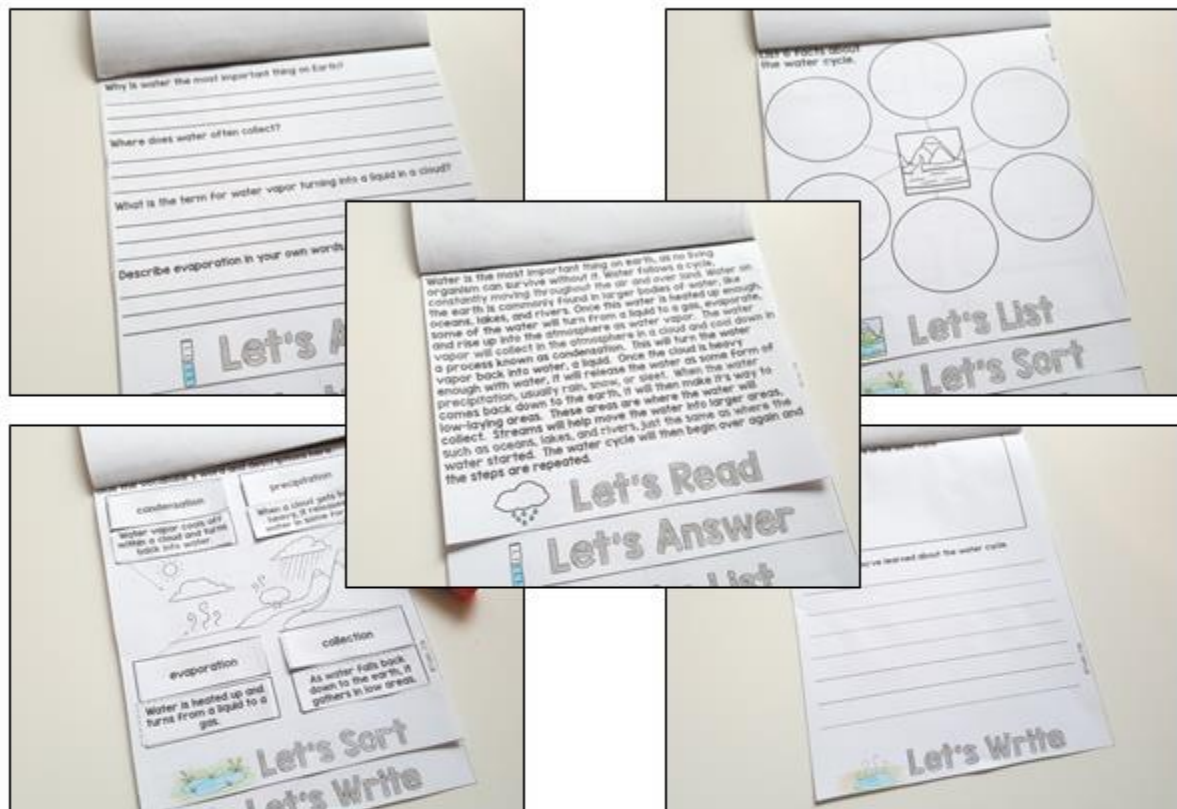 Why is water the most important thing on Earth?
Where does water often collect?
What is the term for water vapor turning into a liquid in a cloud?
Describe evaporation in your own words.
Let's A
List 6 facts about
the water cycle.
Let's List
Let's Sort
Water is the most important thing on earth, as no living
organism can survive without it. Water follows a cycle,
constantly moving throughout the air and over land. Water on
the earth is commonly found in larger bodies of water, like
oceans, lakes, and rivers. Once this water is heated up enough,
some of the water will turn from a liquid to a gas, evaporate,
and rise up into the atmosphere as water vapor. The water
vapor will collect in the atmosphere in a cloud and cool down in
a process known as condensation. This will turn the water
vapor back into water, a liquid. Once the cloud is heavy
enough with water, it will release the water as some form of
precipitation, usually rain, snow, or sleet. When the water
comes back down to the earth, it will then make it's way to
low-laying areas. These areas are where the water will
collect. Streams will help move the water into larger areas,
such as oceans, lakes, and rivers, just the same as where the
water started. The water cycle will then begin over again and
the steps are repeated.
Let's Read
Let's Answer
List
condensation
Water vapor cools off
within a cloud and turns
back into water.
precipitation
When a cloud gets
heavy, it releases
water in some
evaporation
Water is heated up and
turns from a liquid to a
gas.
collection
As water falls back
down to the earth, it
gathers in low areas.
Let's Sort
Let's Write
learned about the water cycle.
Let's Write